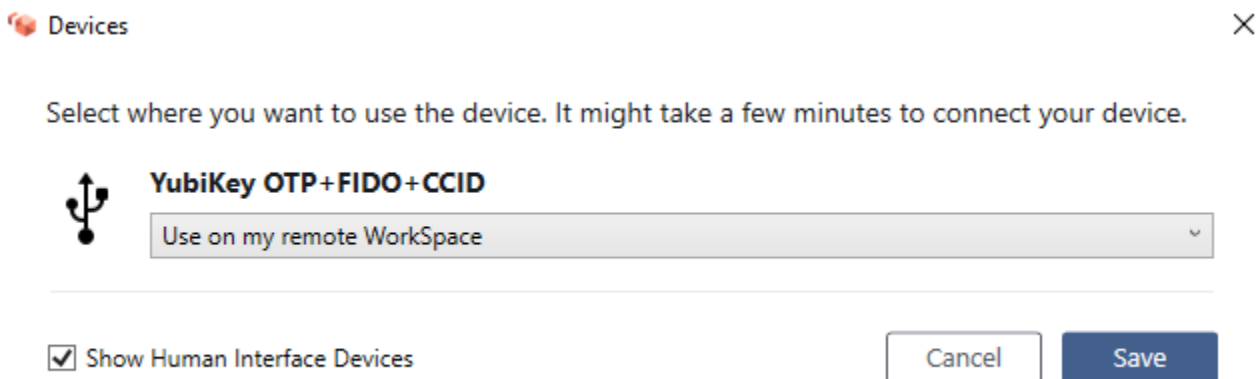 Devices
Select where you want to use the device. It might take a few minutes to connect your device.
YubiKey OTP+FIDO+CCID
Use on my remote WorkSpace
Show Human Interface Devices
Cancel
Save